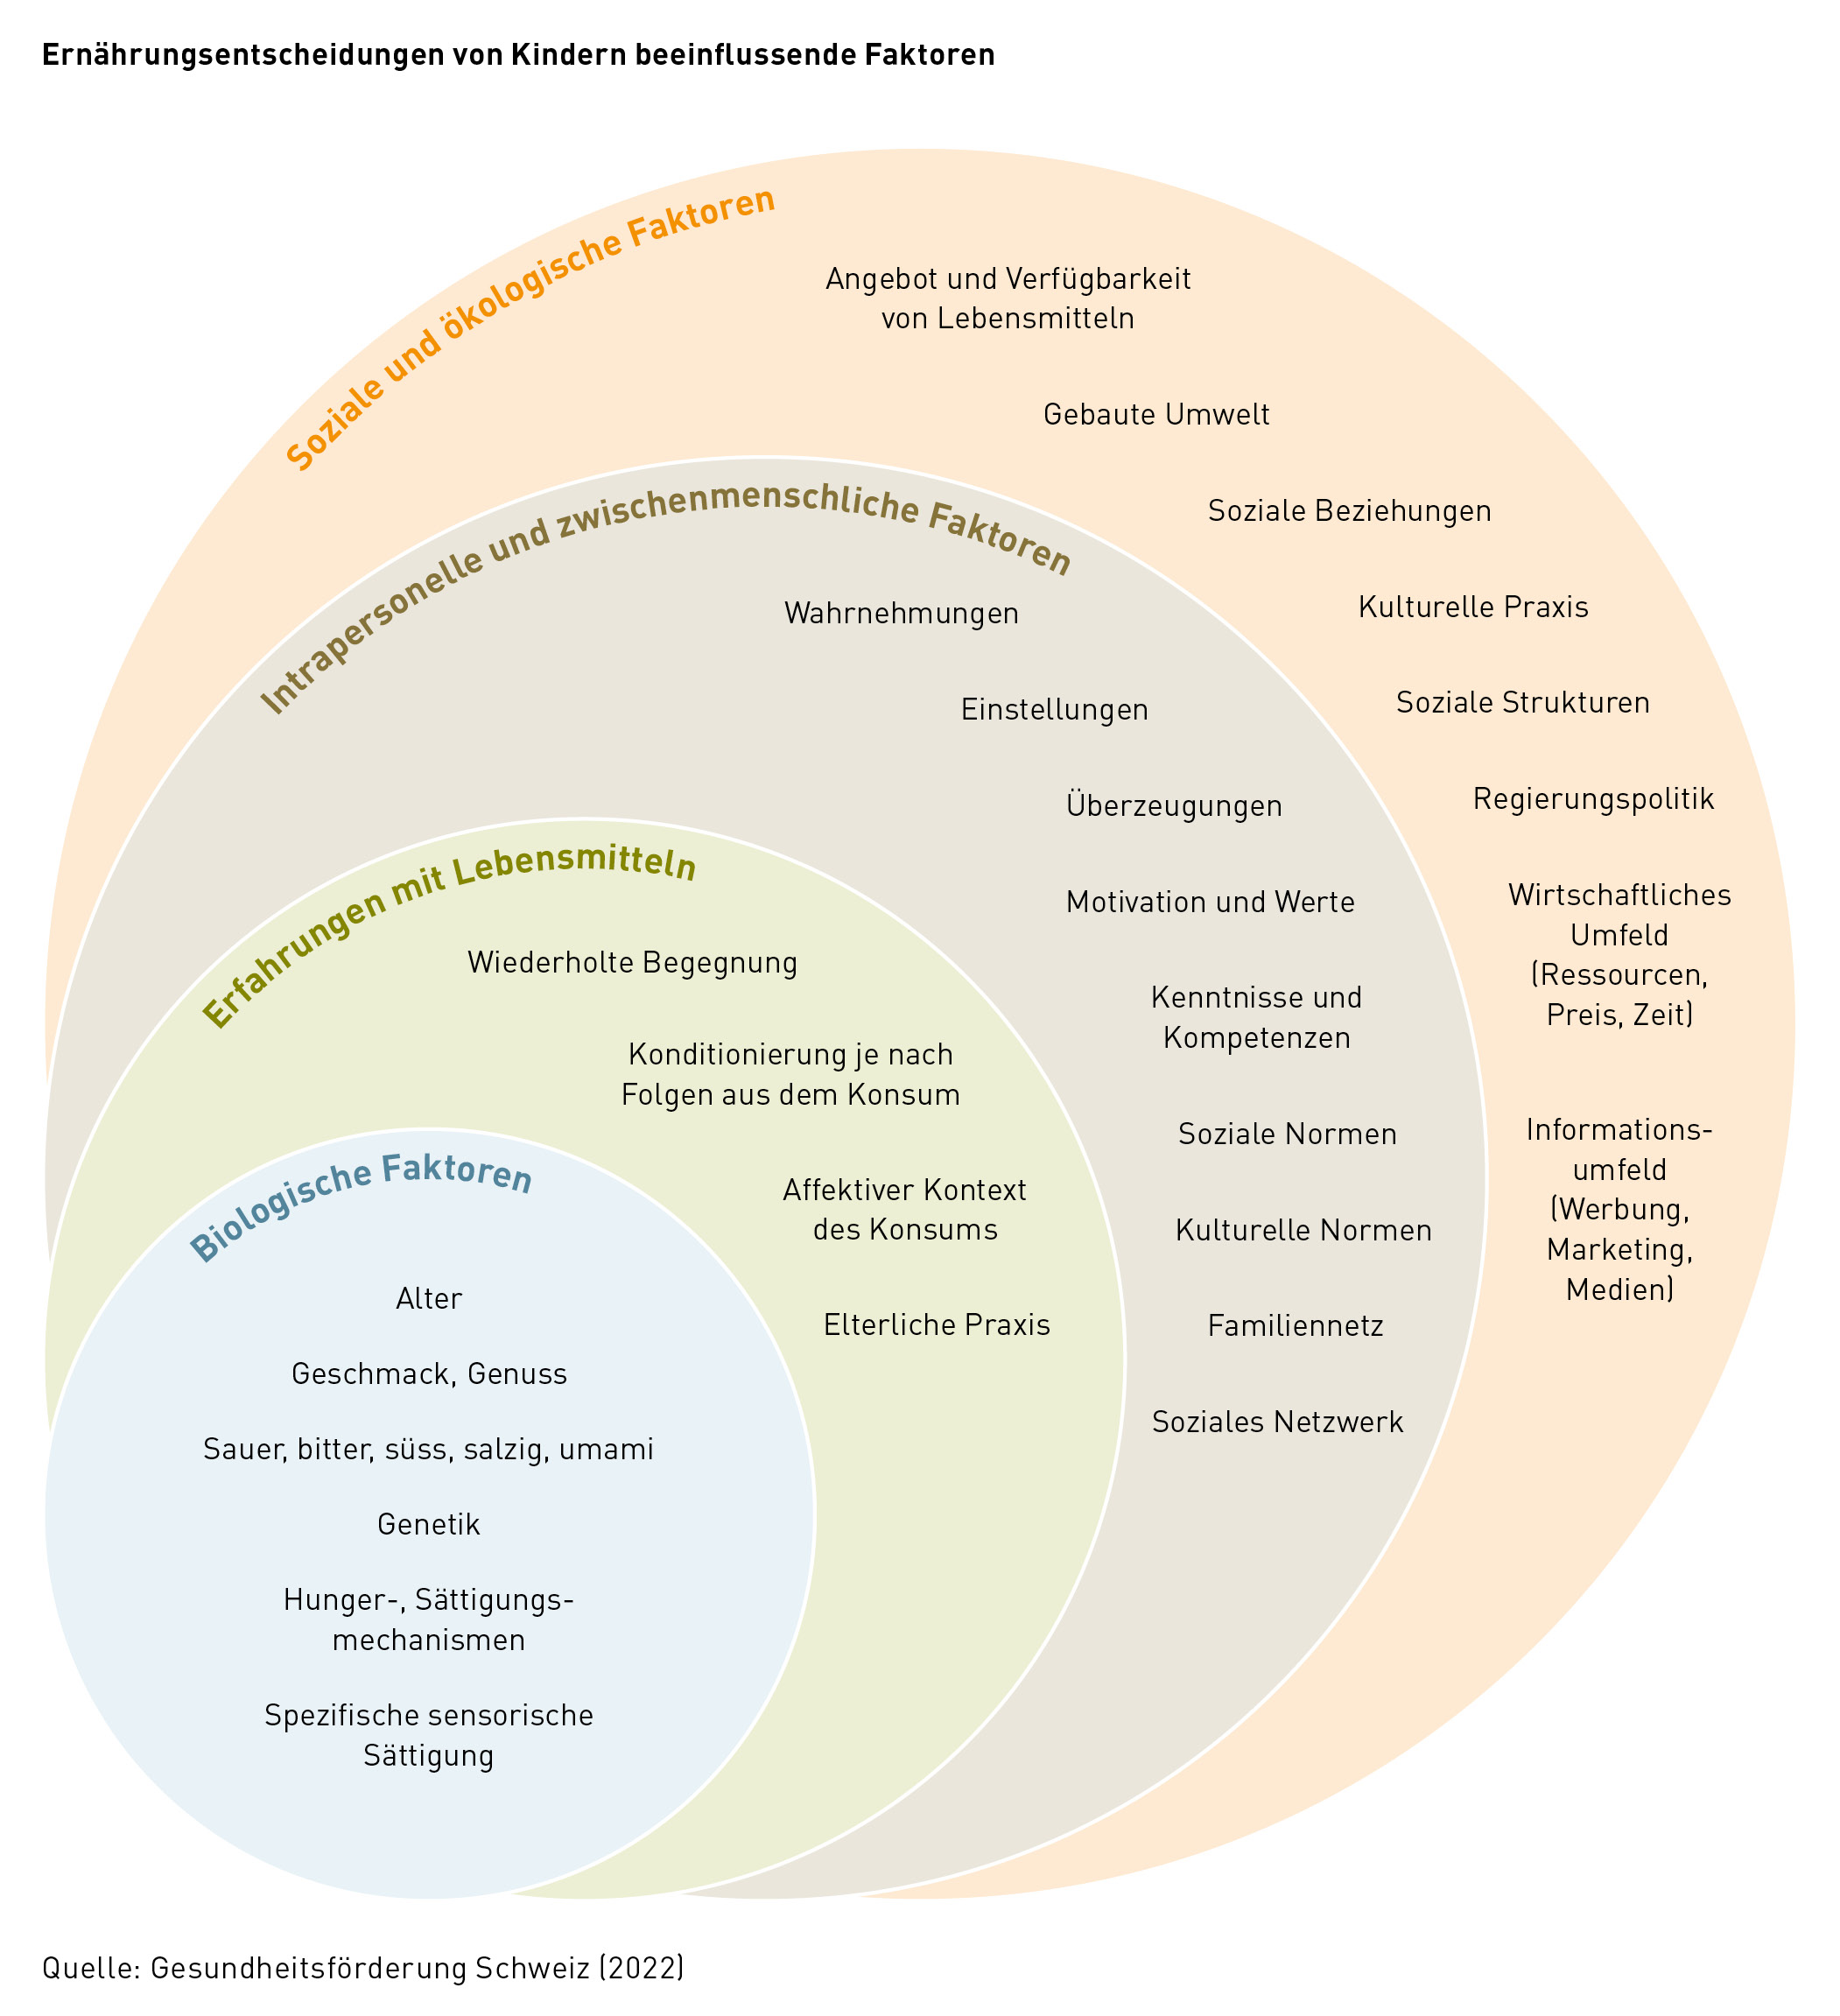 Ernährungsentscheidungen von Kindern beeinflussende Faktoren
Soziale und ökologische Faktoren
Angebot und Verfügbarkeit
von Lebensmitteln
Gebaute Umwelt
Soziale Beziehungen
Kulturelle Praxis
Soziale Strukturen
Regierungspolitik
Wirtschaftliches
Umfeld
(Ressourcen,
Preis, Zeit)
Informations-
umfeld
(Werbung,
Marketing,
Medien)
Intrapersonelle und zwischenmenschliche Faktoren
Wahrnehmungen
Einstellungen
Überzeugungen
Motivation und Werte
Kenntnisse und
Kompetenzen
Soziale Normen
Kulturelle Normen
Familiennetz
Soziales Netzwerk
Erfahrungen mit Lebensmitteln
Wiederholte Begegnung
Konditionierung je nach
Folgen aus dem Konsum
Affektiver Kontext
des Konsums
Elterliche Praxis
Biologische Faktoren
Alter
Geschmack, Genuss
Sauer, bitter, süss, salzig, umami
Genetik
Hunger-, Sättigungs-
mechanismen
Spezifische sensorische
Sättigung
Quelle: Gesundheitsförderung Schweiz (2022)